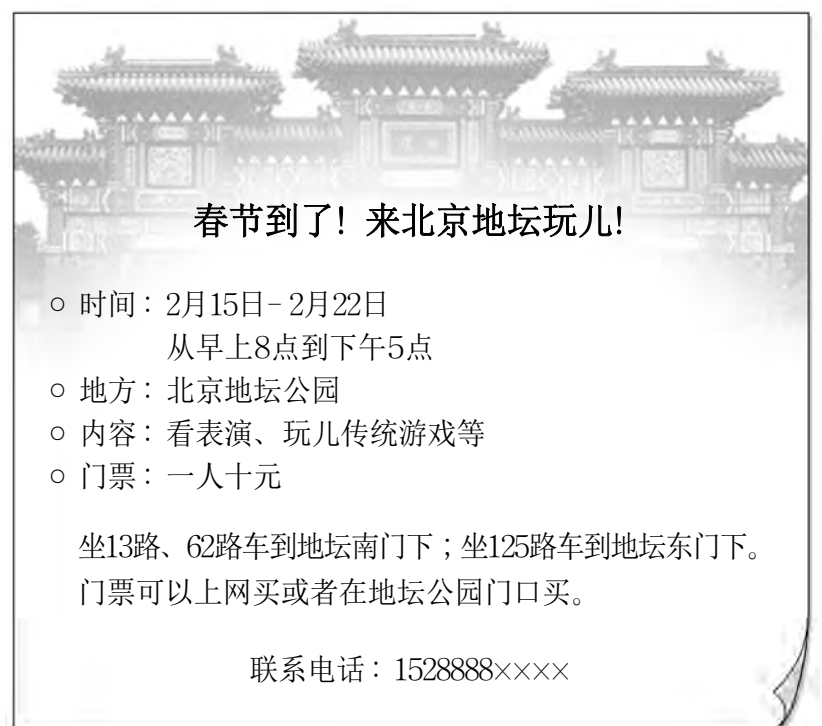 春节到了! 来北京地坛玩儿!
○ 时间：2月15日-2月22日
从早上8点到下午5点
○ 地方：北京地坛公园
○ 内容：看表演、玩儿传统游戏等
○ 门票：一人十元
坐13路、62路车到地坛南门下；坐125路车到地坛东门下。
门票可以上网买或者在地坛公园门口买。
联系电话：1528888××××